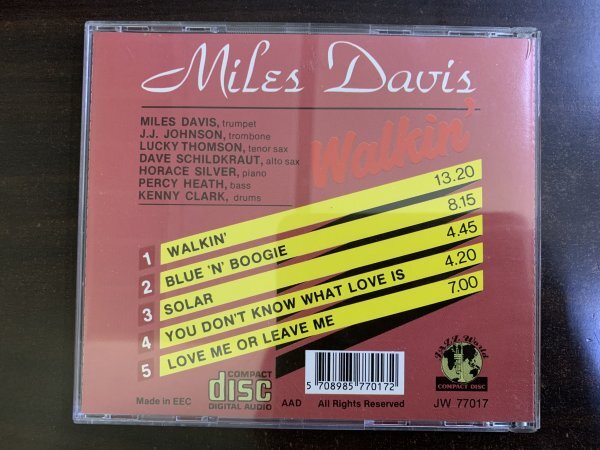 Miles Davis
MILES DAVIS, trumpet
J.J. JOHNSON, trombone
LUCKY THOMSON, tenor sax
DAVE SCHILDKRAUT, alto sax
HORACE SILVER, piano
PERCY HEATH, bass
KENNY CLARK, drums
Walkin'
1 WALKIN' 13.20
2 BLUE 'N' BOOGIE 8.15
3 SOLAR 4.45
4 YOU DON'T KNOW WHAT LOVE IS 4.20
5 LOVE ME OR LEAVE ME 7.00
Made in EEC
COMPACT
disc
DIGITAL AUDIO
AAD
5 708985 770172
All Rights Reserved
JAZZ World
COMPACT DISC
JW 77017